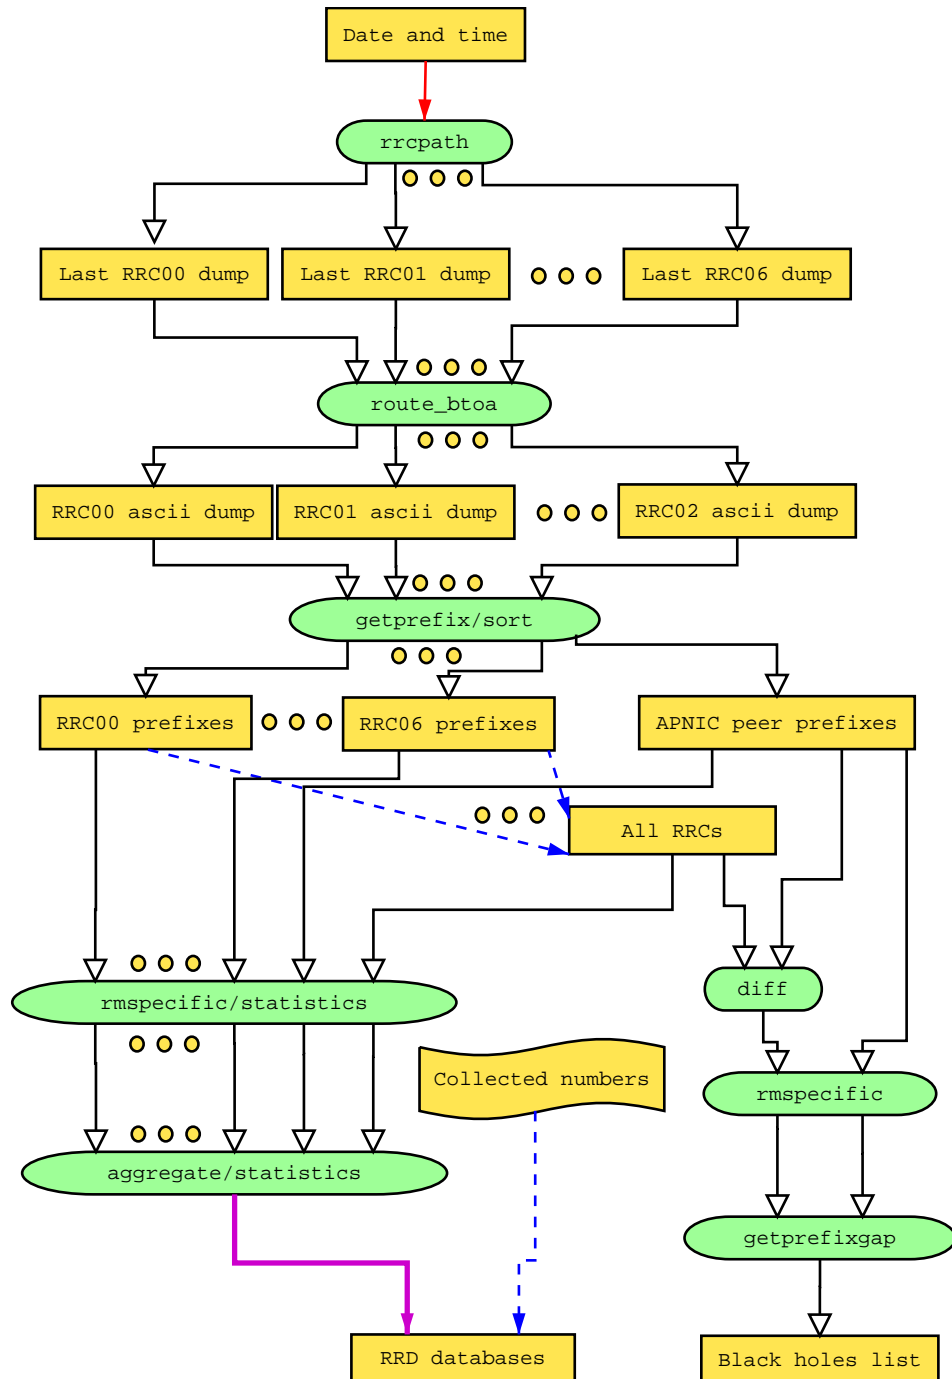 Date and time
rrcpath
Last RRC00 dump
Last RRC01 dump
Last RRC06 dump
route_btoa
RRC00 ascii dump
RRC01 ascii dump
RRC02 ascii dump
getprefix/sort
RRC00 prefixes
RRC06 prefixes
APNIC peer prefixes
All RRCs
diff
rmspecific/statistics
Collected numbers
rmspecific
aggregate/statistics
getprefixgap
RRD databases
Black holes list